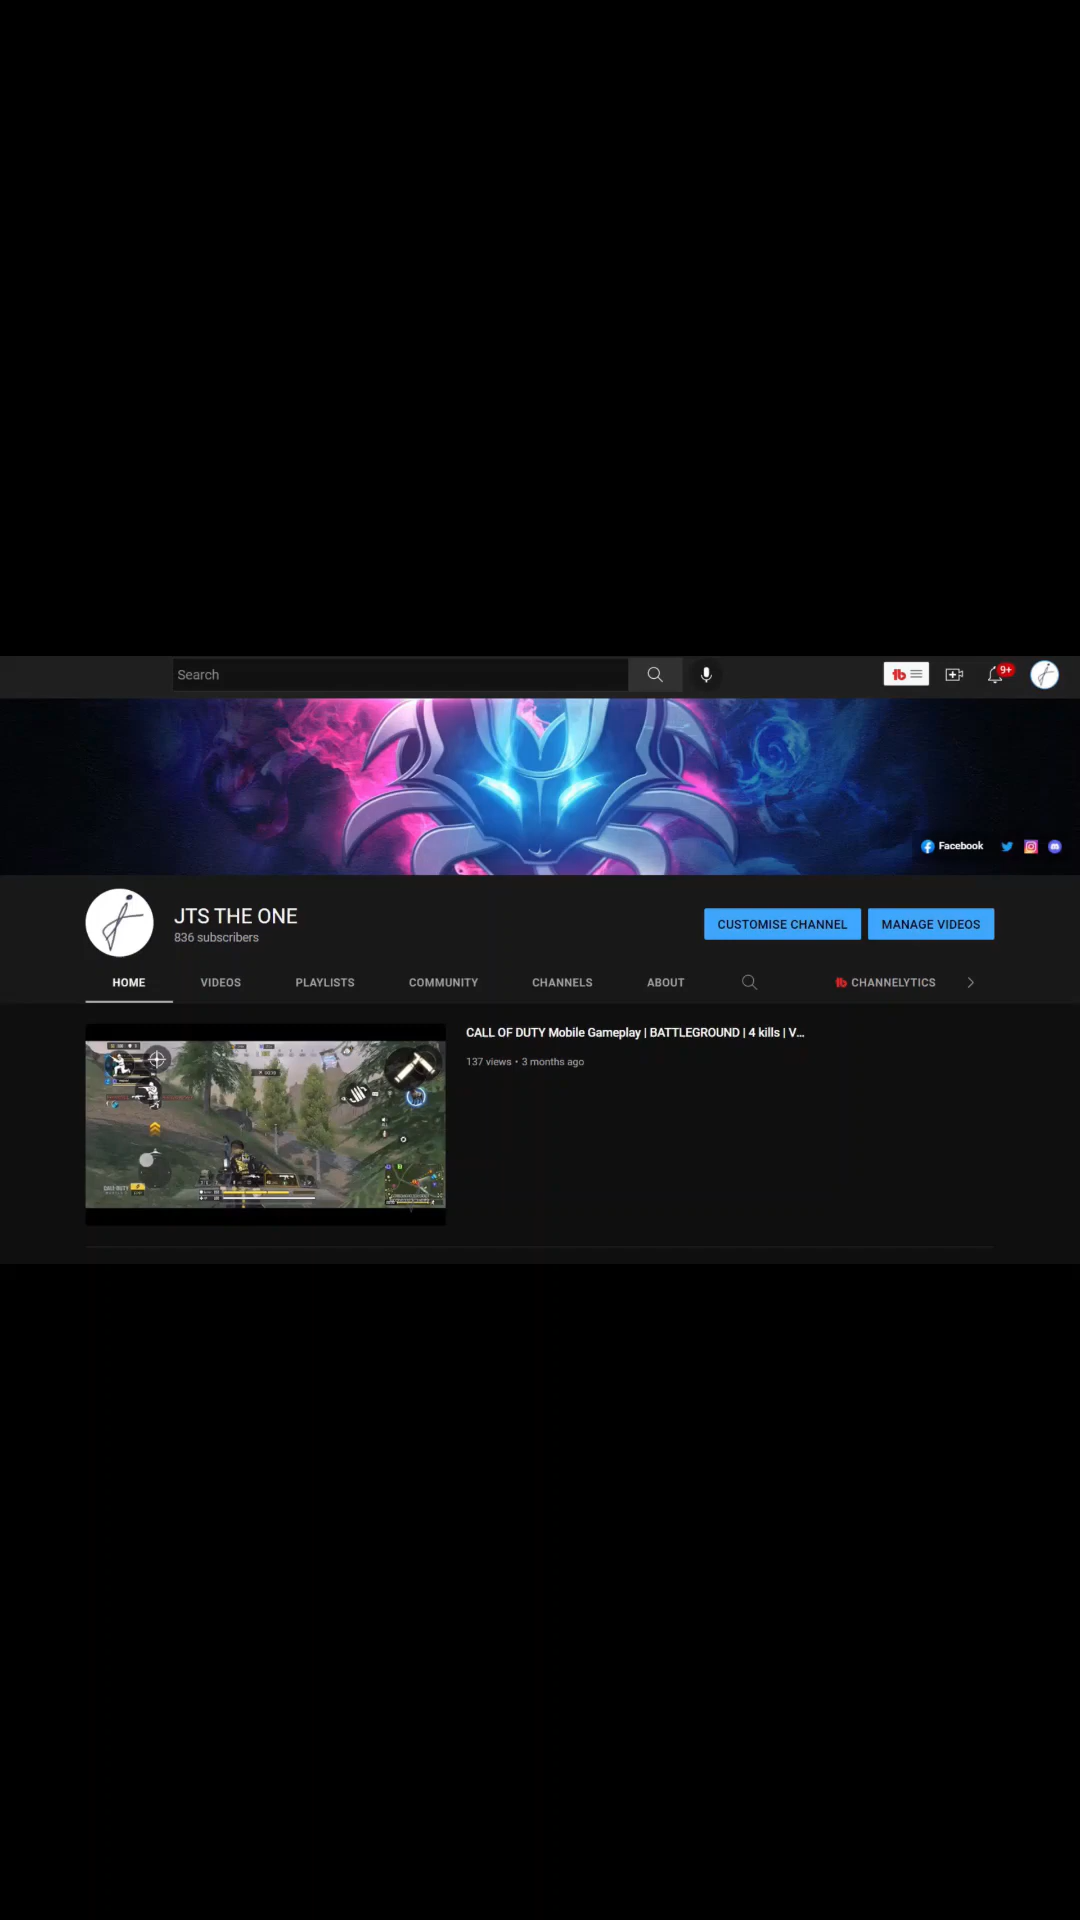 Search
9+
Facebook
JTS THE ONE
836 subscribers
CUSTOMISE CHANNEL
MANAGE VIDEOS
HOME
VIDEOS
PLAYLISTS
COMMUNITY
CHANNELS
ABOUT
CHANNELYTICS
CALL OF DUTY Mobile Gameplay | BATTLEGROUND | 4 kills | V...
137 views • 3 months ago